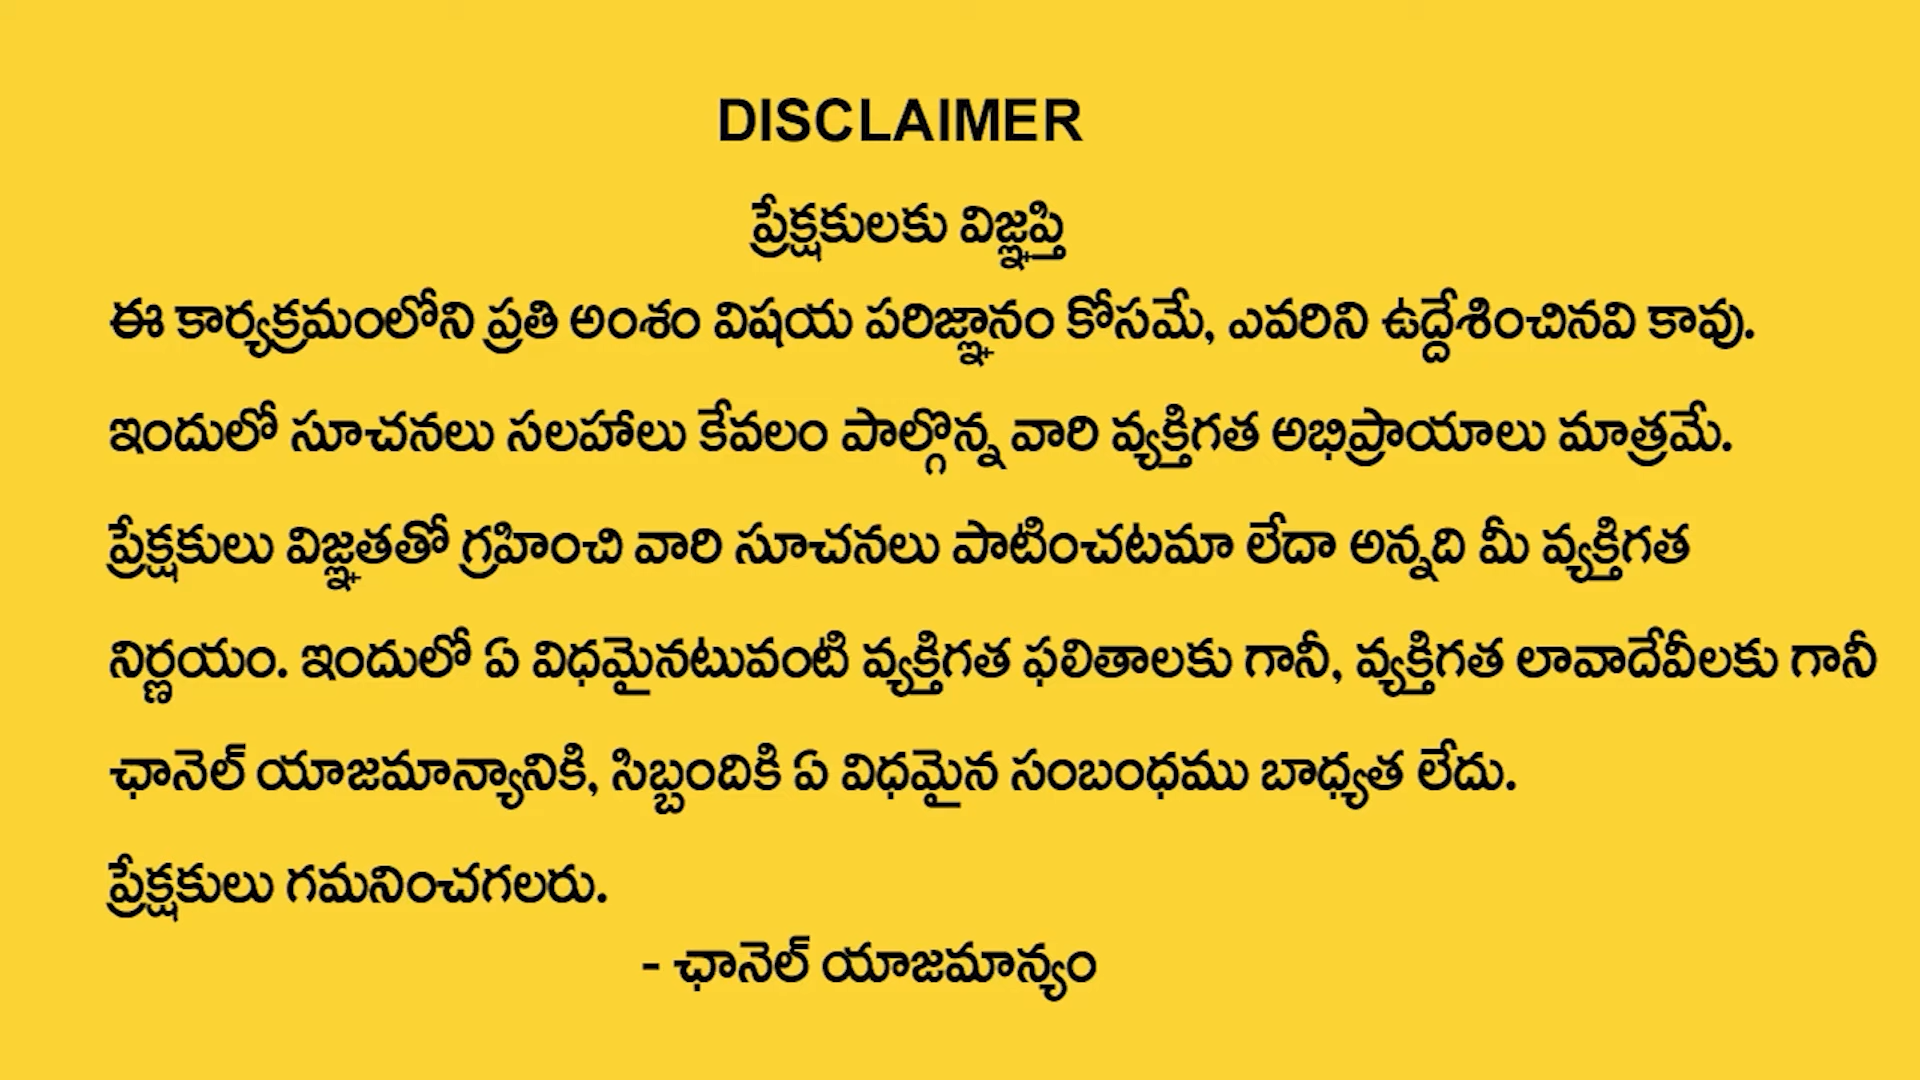 DISCLAIMER
ప్రేక్షకులకు విజ్ఞప్తి
ఈ కార్యక్రమంలోని ప్రతి అంశం విషయ పరిజ్ఞానం కోసమే, ఎవరిని ఉద్దేశించినవి కావు.
ఇందులో సూచనలు సలహాలు కేవలం పాల్గొన్న వారి వ్యక్తిగత అభిప్రాయాలు మాత్రమే.
ప్రేక్షకులు విజ్ఞతతో గ్రహించి వారి సూచనలు పాటించటమా లేదా అన్నది మీ వ్యక్తిగత
నిర్ణయం. ఇందులో ఏ విధమైనటువంటి వ్యక్తిగత ఫలితాలకు గానీ, వ్యక్తిగత లావాదేవీలకు గానీ
ఛానెల్ యాజమాన్యానికి, సిబ్బందికి ఏ విధమైన సంబంధము బాధ్యత లేదు.
ప్రేక్షకులు గమనించగలరు.
- ఛానెల్ యాజమాన్యం